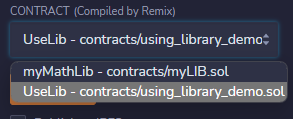 CONTRACT (Compiled by Remix)
UseLib - contracts/using_library_demo
myMathLib - contracts/myLIB.sol
UseLib - contracts/using_library_demo.sol